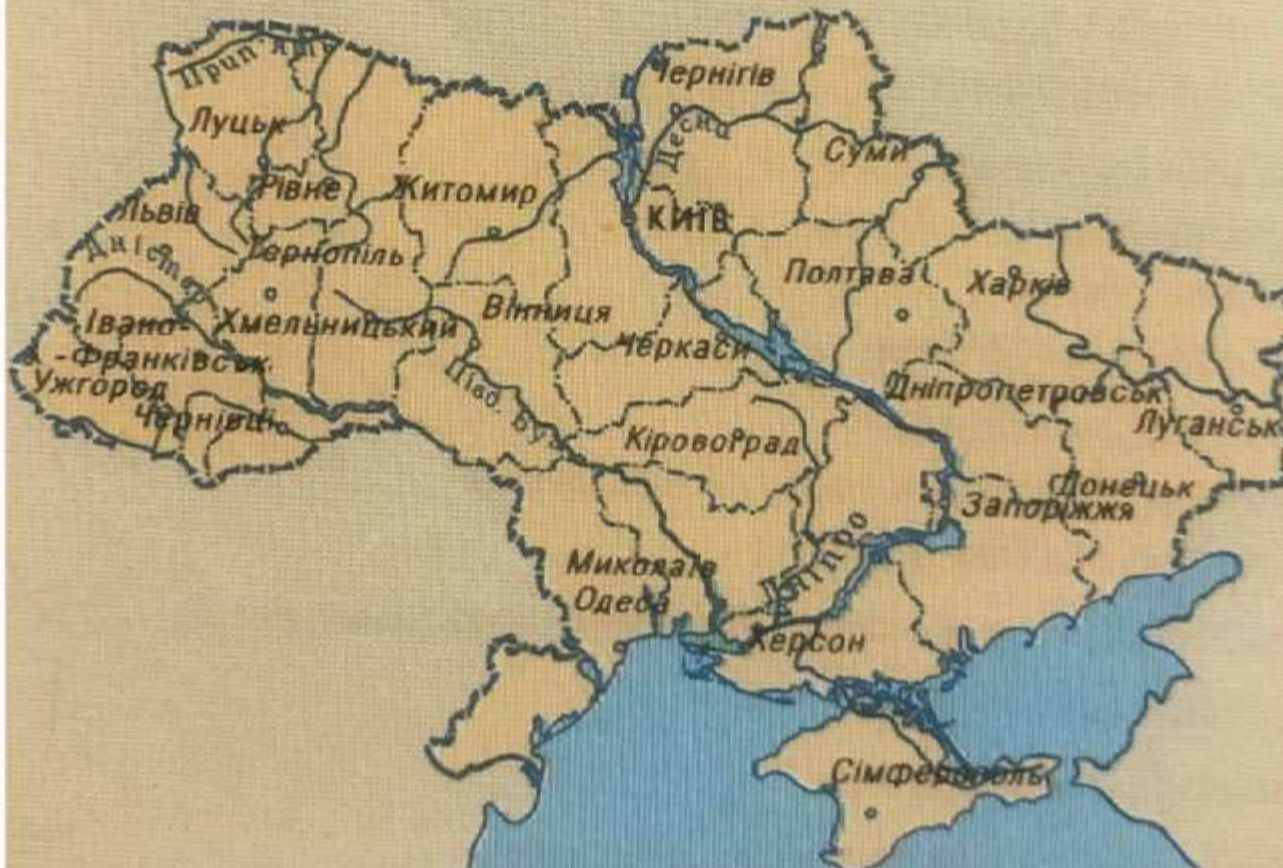 Прип'ять
Чернігів
Луцьк
Десна
Суми
Рівне
Житомир
Львів
КИЇВ
Дністер
Тернопіль
Полтава
Харків
Івано-
-Франківськ
Хмельницький
Вінниця
Черкаси
Ужгород
Чернівці
Півд. Буг
Дніпропетровськ
Кіровоград
Луганськ
Донецьк
Запоріжжя
Миколаїв
Дніпро
Одеса
Херсон
Сімферополь